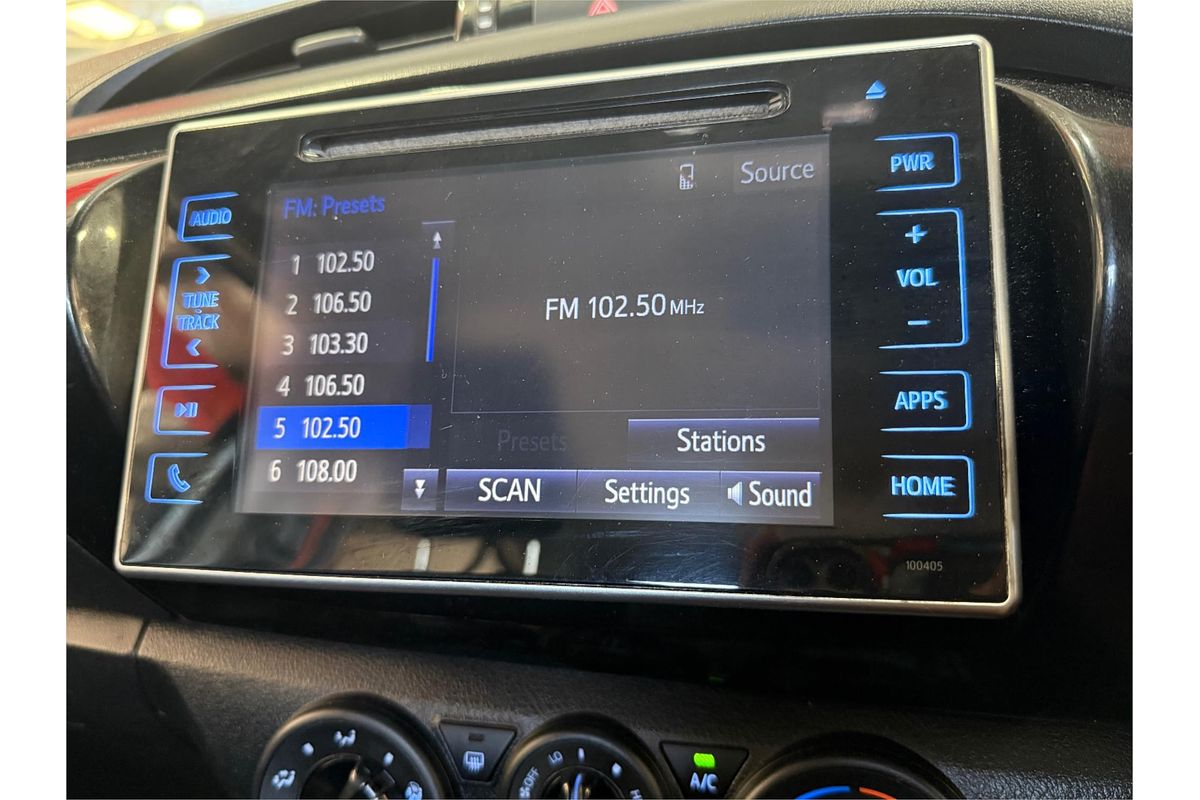 Source
PWR
FM: Presets
AUDIO
1 102.50
2 106.50
3 103.30
4 106.50
5 102.50
6 108.00
TUNE
TRACK
FM 102.50 MHz
+
VOL
-
APPS
Presets
Stations
SCAN
Settings
Sound
HOME
100405
OFF
LO
A/C